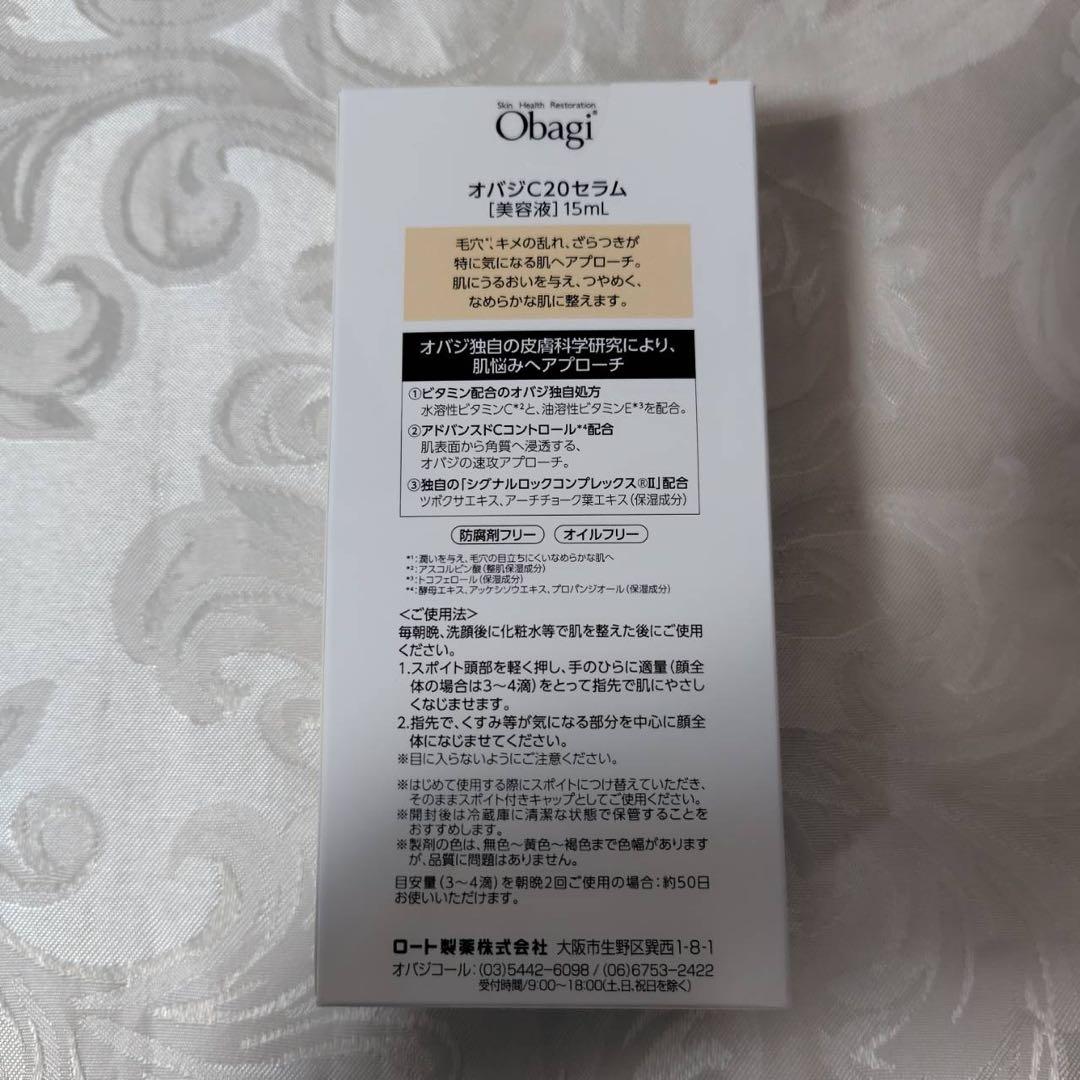 Skin Health Restoration
Obagi®
オバジC20セラム
[美容液]15mL
毛穴*¹、キメの乱れ、ざらつきが
特に気になる肌へアプローチ。
肌にうるおいを与え、つやめく、
なめらかな肌に整えます。
オバジ独自の皮膚科学研究により、
肌悩みへアプローチ
①ビタミン配合のオバジ独自処方
水溶性ビタミンC*²と、油溶性ビタミンE*³を配合。
②アドバンスドCコントロール*⁴配合
肌表面から角質へ浸透する、
オバジの速攻アプローチ。
③独自の「シグナルロックコンプレックス®Ⅱ」配合
ツボクサエキス、アーチチョーク葉エキス(保湿成分)
防腐剤フリー オイルフリー
*¹:潤いを与え、毛穴の目立ちにくいなめらかな肌へ
*²:アスコルビン酸(整肌保湿成分)
*³:トコフェロール(保湿成分)
*⁴:酵母エキス、アッケシソウエキス、プロパンジオール(保湿成分)
<ご使用法>
毎朝晩、洗顔後に化粧水等で肌を整えた後にご使用
ください。
1.スポイト頭部を軽く押し、手のひらに適量(顔全
体の場合は3〜4滴)をとって指先で肌にやさし
くなじませます。
2.指先で、くすみ等が気になる部分を中心に顔全
体になじませてください。
※目に入らないようにご注意ください。
※はじめて使用する際にスポイトにつけ替えていただき、
そのままスポイト付きキャップとしてご使用ください。
※開封後は冷蔵庫に清潔な状態で保管することを
おすすめします。
※製剤の色は、無色〜黄色〜褐色まで色幅があります
が、品質に問題はありません。
目安量(3〜4滴)を朝晩2回ご使用の場合:約50日
お使いいただけます。
ロート製薬株式会社 大阪市生野区巽西1-8-1
オバジコール:(03)5442-6098/(06)6753-2422
受付時間/9:00〜18:00(土、日、祝日を除く)